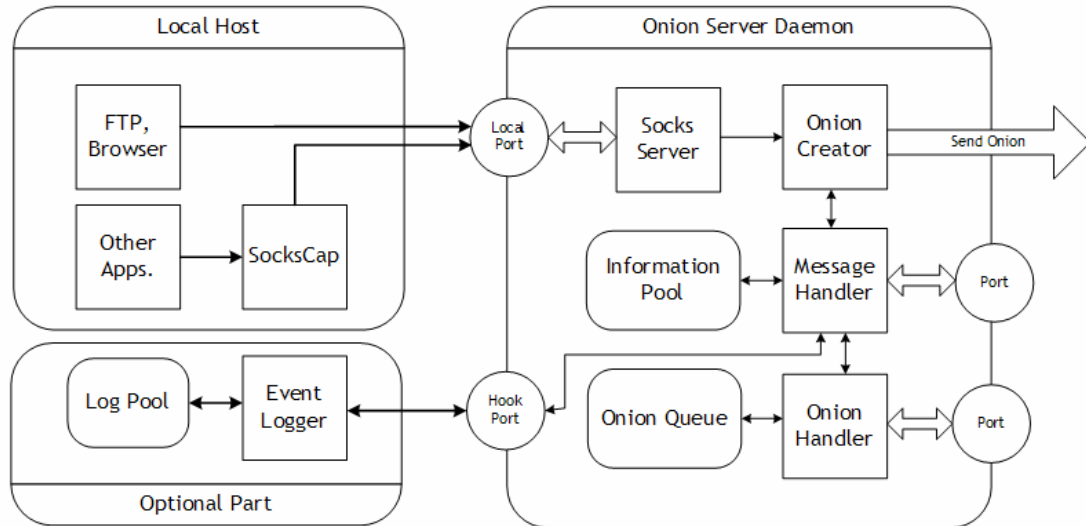 Local Host
FTP,
Browser
Other
Apps.
SocksCap
Onion Server Daemon
Local
Port
Socks
Server
Onion
Creator
Send Onion
Information
Pool
Message
Handler
Port
Log Pool
Event
Logger
Hook
Port
Onion Queue
Onion
Handler
Port
Optional Part